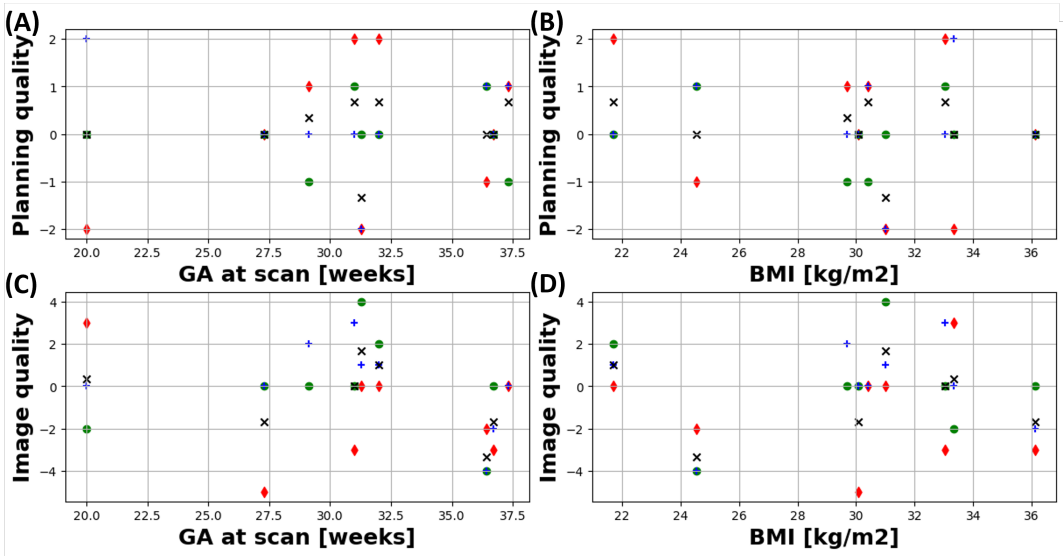 (A)
Planning quality
2
1
0
−1
−2
20.0 22.5 25.0 27.5 30.0 32.5 35.0 37.5
GA at scan [weeks]
(B)
Planning quality
2
1
0
−1
−2
22 24 26 28 30 32 34 36
BMI [kg/m2]
(C)
Image quality
4
2
0
−2
−4
20.0 22.5 25.0 27.5 30.0 32.5 35.0 37.5
GA at scan [weeks]
(D)
Image quality
4
2
0
−2
−4
22 24 26 28 30 32 34 36
BMI [kg/m2]